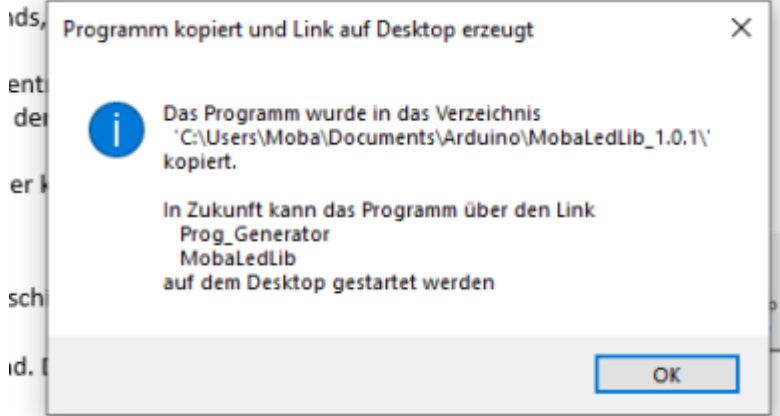 Programm kopiert und Link auf Desktop erzeugt
Das Programm wurde in das Verzeichnis
'C:\Users\Moba\Documents\Arduino\MobaLedLib_1.0.1\'
kopiert.
In Zukunft kann das Programm über den Link
Prog_Generator
MobaLedLib
auf dem Desktop gestartet werden
OK